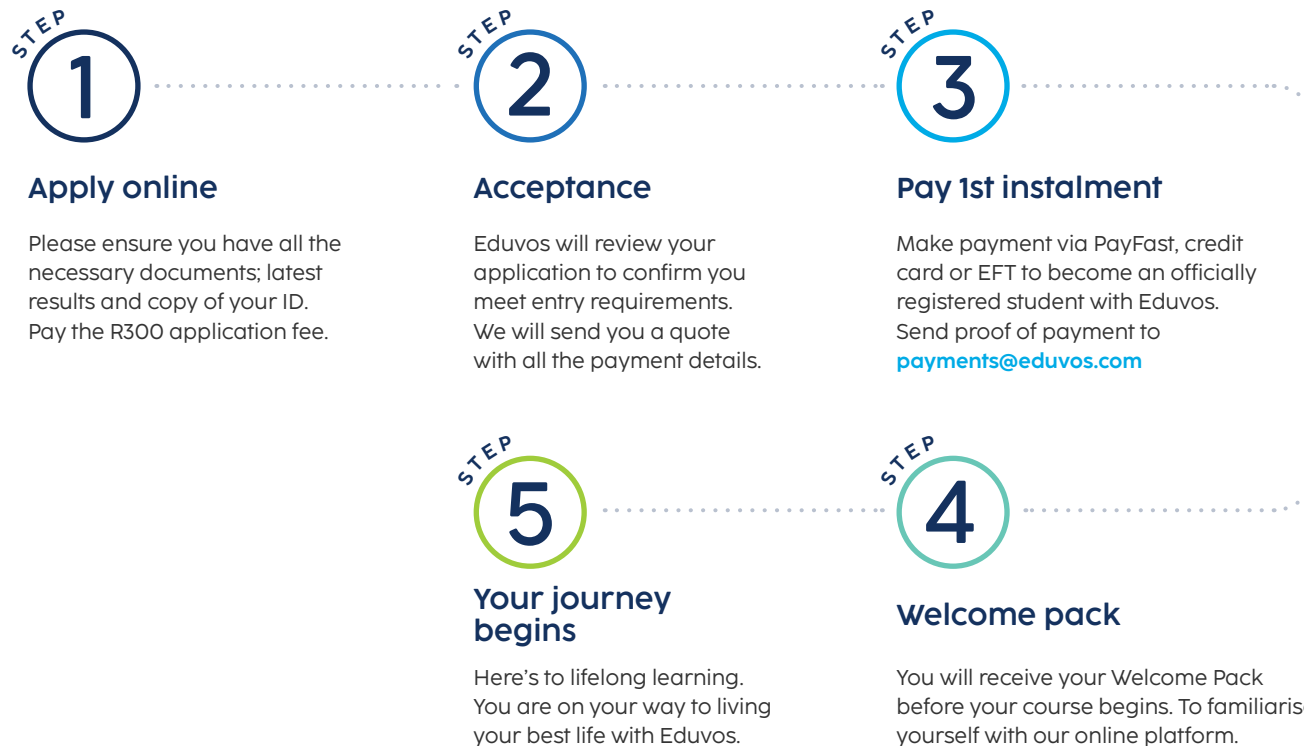 STEP
1
Apply online
Please ensure you have all the
necessary documents; latest
results and copy of your ID.
Pay the R300 application fee.
STEP
2
Acceptance
Eduvos will review your
application to confirm you
meet entry requirements.
We will send you a quote
with all the payment details.
STEP
3
Pay 1st instalment
Make payment via PayFast, credit
card or EFT to become an officially
registered student with Eduvos.
Send proof of payment to
payments@eduvos.com
STEP
4
Welcome pack
You will receive your Welcome Pack
before your course begins. To familiaris
yourself with our online platform.
STEP
5
Your journey
begins
Here's to lifelong learning.
You are on your way to living
your best life with Eduvos.